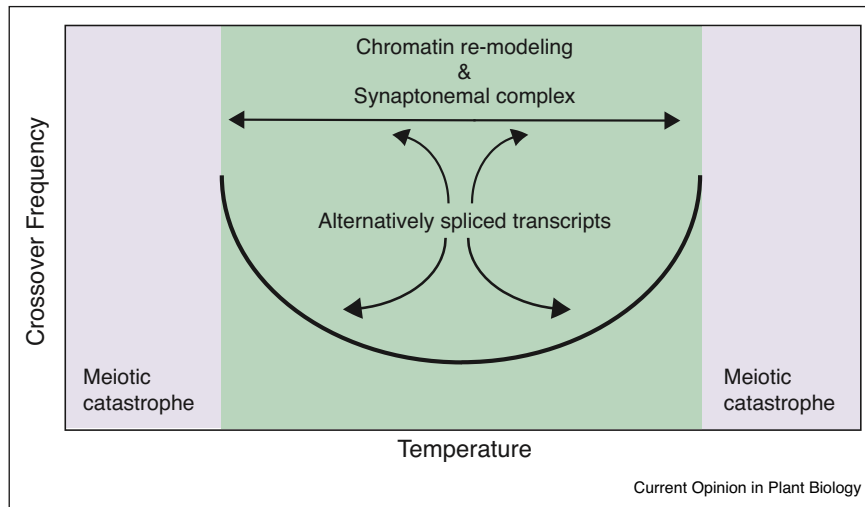 Chromatin re-modeling
&
Synaptonemal complex
Alternatively spliced transcripts
Crossover Frequency
Meiotic
catastrophe
Meiotic
catastrophe
Temperature
Current Opinion in Plant Biology